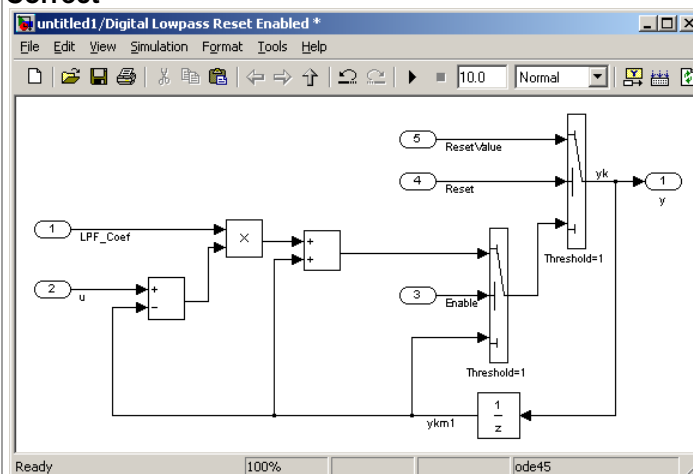 Correct
untitled1/Digital Lowpass Reset Enabled *
File Edit View Simulation Format Tools Help
10.0 Normal
5 ResetValue
4 Reset
yk
1
y
1 LPF_Coef
×
+
+
Threshold=1
2 u
+
−
3 Enable
Threshold=1
ykm1
1
z
Ready 100% ode45